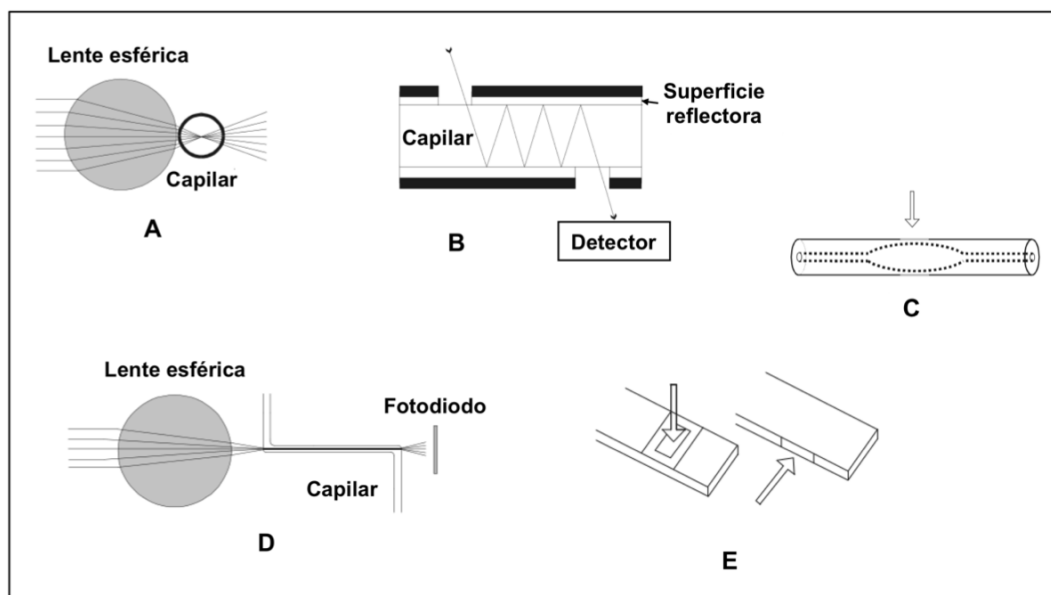 Lente esférica
Capilar
A
Capilar
Superficie
reflectora
Detector
B
C
Lente esférica
Capilar
Fotodiodo
D
E